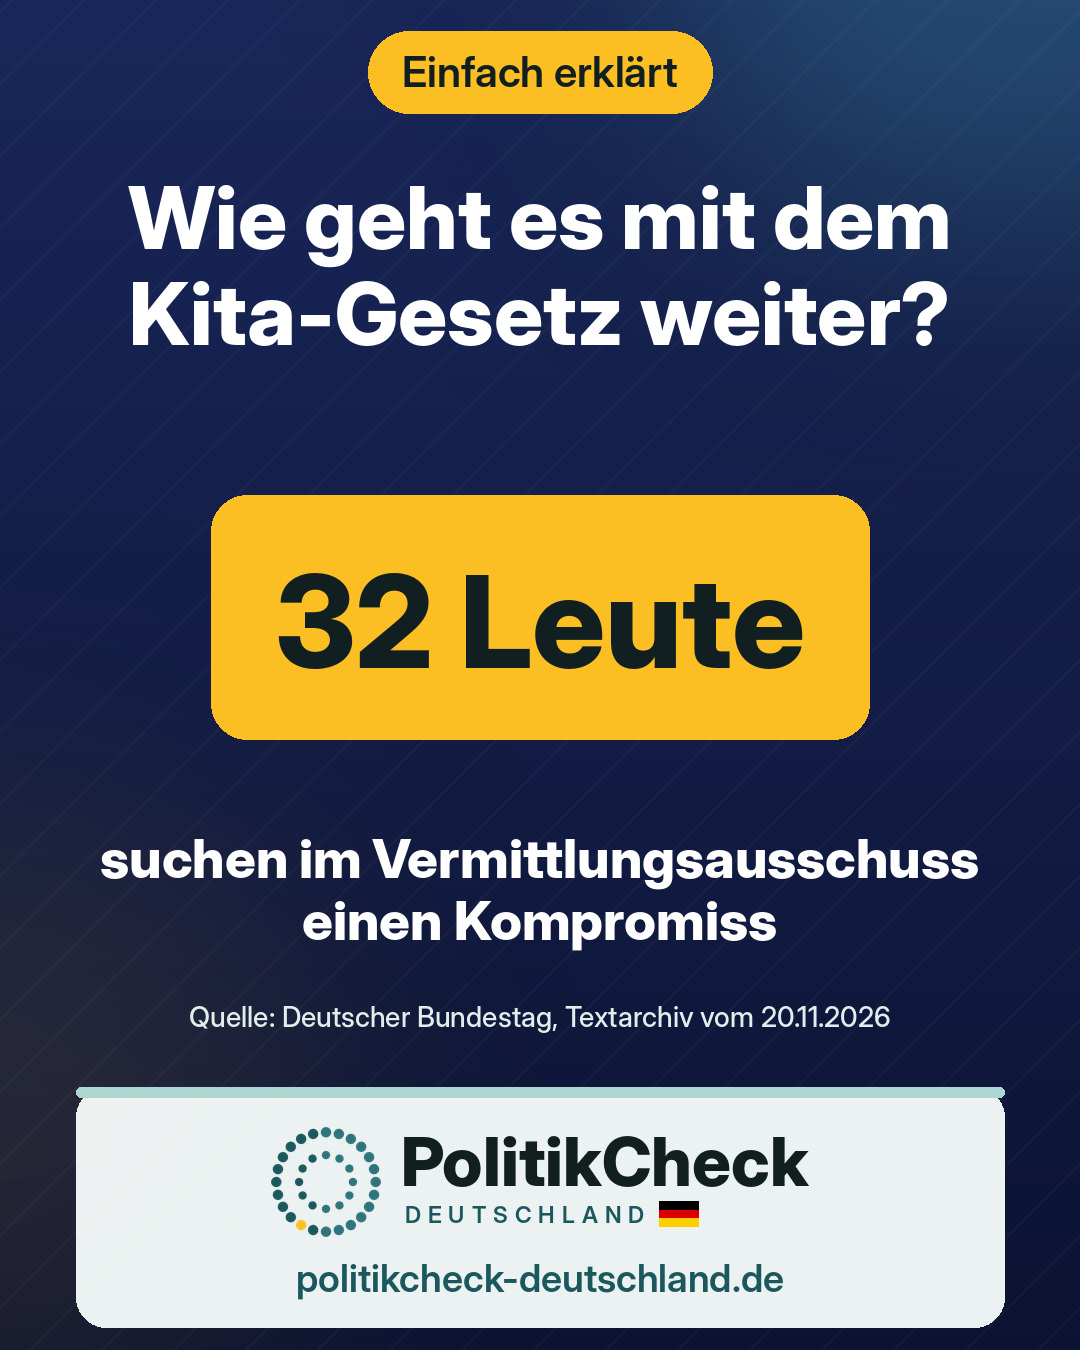 Einfach erklärt
Wie geht es mit dem
Kita-Gesetz weiter?
32 Leute
suchen im Vermittlungsausschuss
einen Kompromiss
Quelle: Deutscher Bundestag, Textarchiv vom 20.11.2026
PolitikCheck
DEUTSCHLAND
politikcheck-deutschland.de